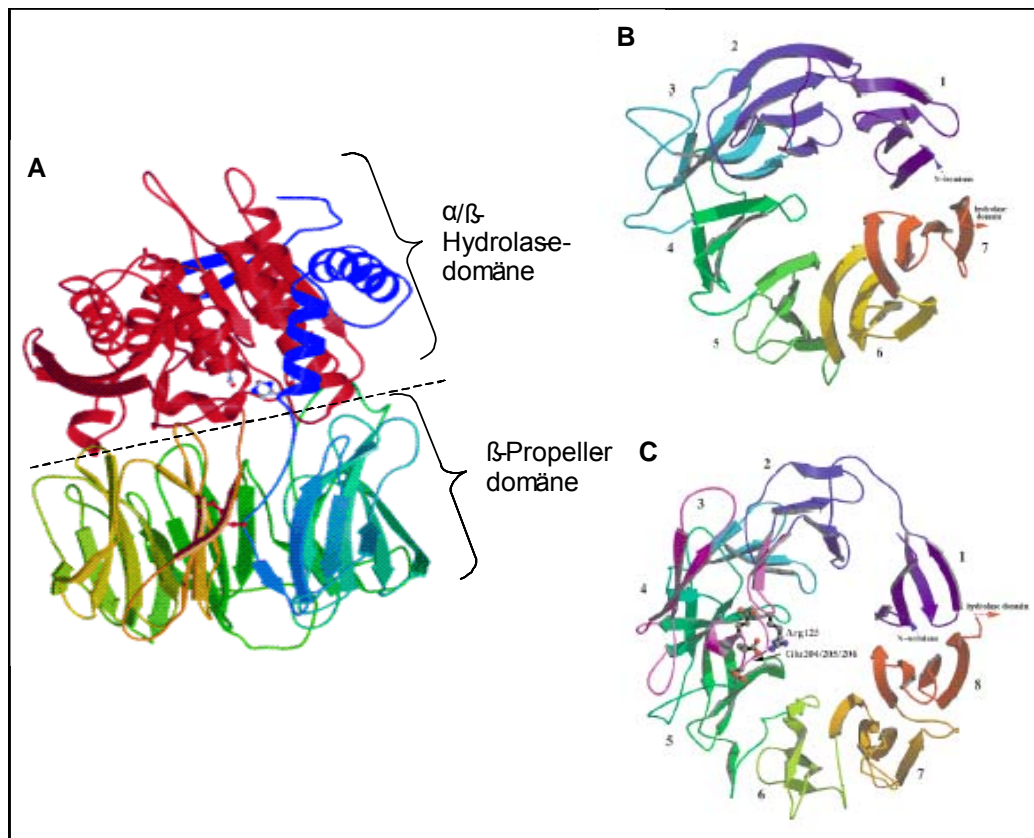 A
α/ß-
Hydrolase-
domäne
ß-Propeller
domäne
B
1
2
3
4
5
6
7
N-terminus
hydrolase
domain
C
1
2
3
4
5
6
7
8
Arg125
Glu204/205/206
N-terminus
hydrolase domain